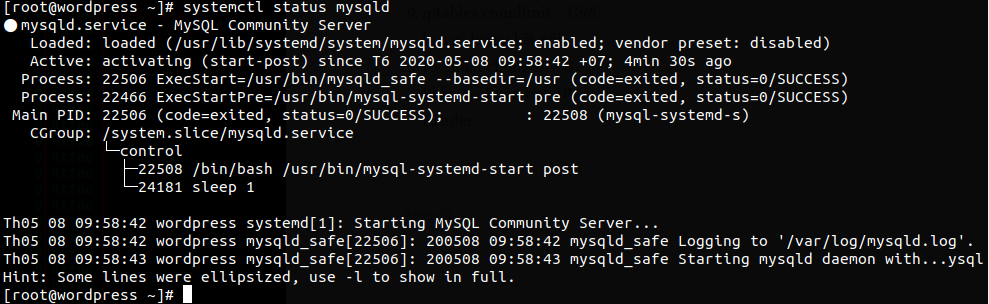 [root@wordpress ~]# systemctl status mysqld
● mysqld.service - MySQL Community Server
   Loaded: loaded (/usr/lib/systemd/system/mysqld.service; enabled; vendor preset: disabled)
   Active: activating (start-post) since T6 2020-05-08 09:58:42 +07; 4min 30s ago
  Process: 22506 ExecStart=/usr/bin/mysqld_safe --basedir=/usr (code=exited, status=0/SUCCESS)
  Process: 22466 ExecStartPre=/usr/bin/mysql-systemd-start pre (code=exited, status=0/SUCCESS)
 Main PID: 22506 (code=exited, status=0/SUCCESS);         : 22508 (mysql-systemd-s)
   CGroup: /system.slice/mysqld.service
           └─control
             ├─22508 /bin/bash /usr/bin/mysql-systemd-start post
             └─24181 sleep 1
Th05 08 09:58:42 wordpress systemd[1]: Starting MySQL Community Server...
Th05 08 09:58:42 wordpress mysqld_safe[22506]: 200508 09:58:42 mysqld_safe Logging to '/var/log/mysqld.log'.
Th05 08 09:58:43 wordpress mysqld_safe[22506]: 200508 09:58:43 mysqld_safe Starting mysqld daemon with...ysql
Hint: Some lines were ellipsized, use -l to show in full.
[root@wordpress ~]#